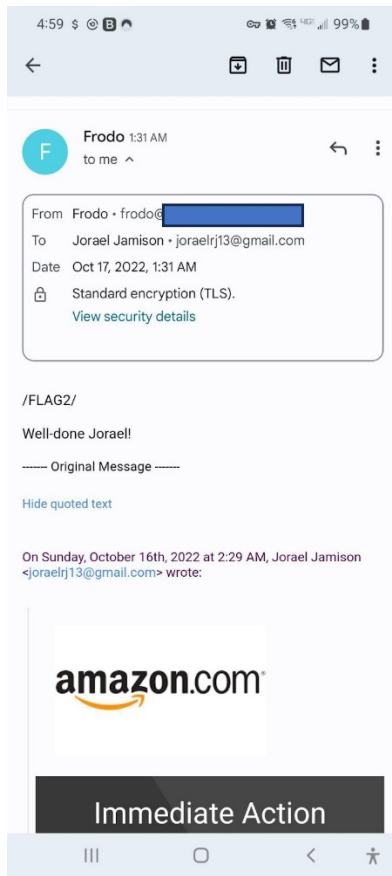 4:59 $ B 4G 99%
F
Frodo 1:31 AM
to me
From Frodo • frodo@
To Jorael Jamison • joraelrj13@gmail.com
Date Oct 17, 2022, 1:31 AM
Standard encryption (TLS).
View security details
/FLAG2/
Well-done Jorael!
------- Original Message -------
Hide quoted text
On Sunday, October 16th, 2022 at 2:29 AM, Jorael Jamison
<joraelrj13@gmail.com> wrote:
amazon.com
Immediate Action